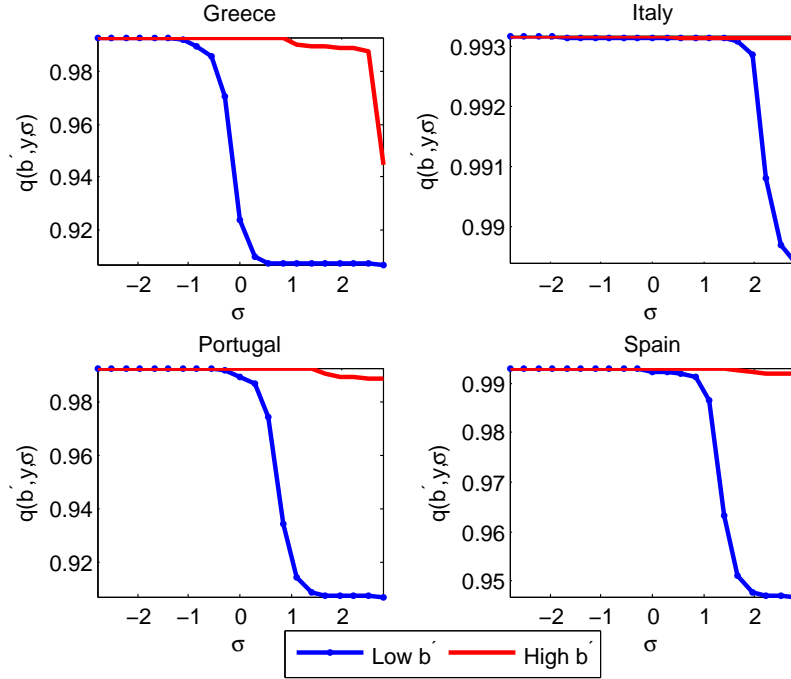 Greece
0.98
0.96
0.94
0.92
q(b´,y,σ)
−2
−1
0
1
2
σ
Italy
0.993
0.992
0.991
0.99
q(b´,y,σ)
−2
−1
0
1
2
σ
Portugal
0.98
0.96
0.94
0.92
q(b´,y,σ)
−2
−1
0
1
2
σ
Spain
0.99
0.98
0.97
0.96
0.95
q(b´,y,σ)
−2
−1
0
1
2
σ
Low b´
High b´